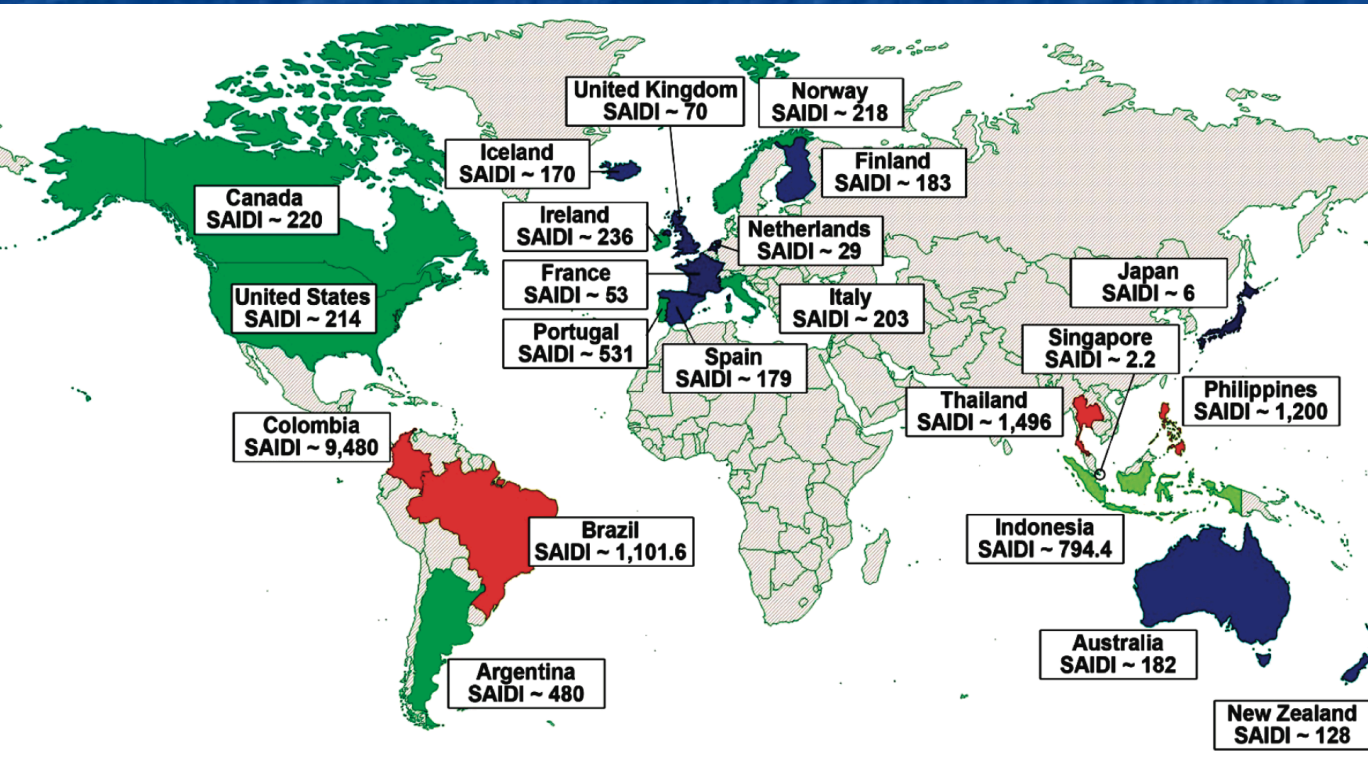 United Kingdom
SAIDI ~ 70
Norway
SAIDI ~ 218
Iceland
SAIDI ~ 170
Finland
SAIDI ~ 183
Canada
SAIDI ~ 220
Ireland
SAIDI ~ 236
Netherlands
SAIDI ~ 29
France
SAIDI ~ 53
Japan
SAIDI ~ 6
United States
SAIDI ~ 214
Italy
SAIDI ~ 203
Portugal
SAIDI ~ 531
Singapore
SAIDI ~ 2.2
Spain
SAIDI ~ 179
Philippines
SAIDI ~ 1,200
Thailand
SAIDI ~ 1,496
Colombia
SAIDI ~ 9,480
Brazil
SAIDI ~ 1,101.6
Indonesia
SAIDI ~ 794.4
Australia
SAIDI ~ 182
Argentina
SAIDI ~ 480
New Zealand
SAIDI ~ 128